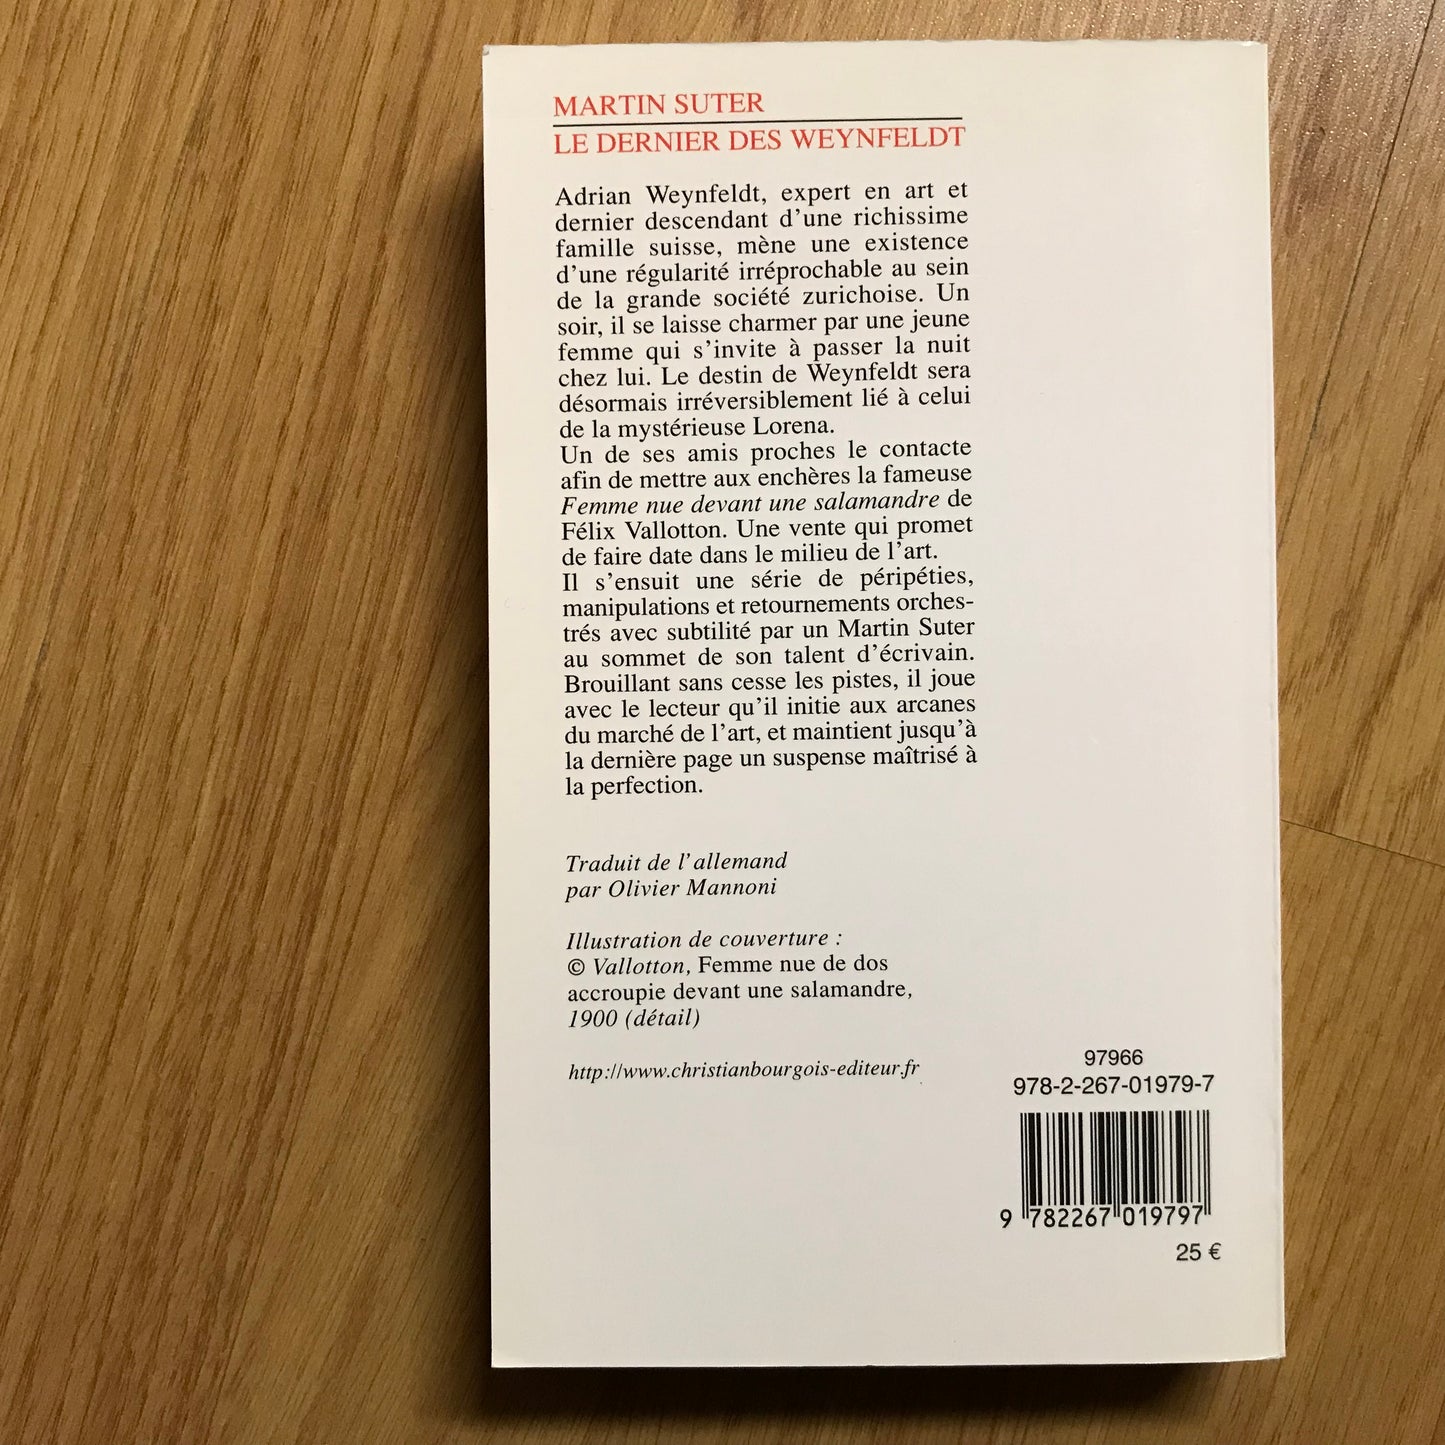 MARTIN SUTER
LE DERNIER DES WEYNFELDT
Adrian Weynfeldt, expert en art et
dernier descendant d'une richissime
famille suisse, mène une existence
d'une régularité irréprochable au sein
de la grande société zurichoise. Un
soir, il se laisse charmer par une jeune
femme qui s'invite à passer la nuit
chez lui. Le destin de Weynfeldt sera
désormais irréversiblement lié à celui
de la mystérieuse Lorena.
Un de ses amis proches le contacte
afin de mettre aux enchères la fameuse
Femme nue devant une salamandre de
Félix Vallotton. Une vente qui promet
de faire date dans le milieu de l'art.
Il s'ensuit une série de péripéties,
manipulations et retournements orches-
trés avec subtilité par un Martin Suter
au sommet de son talent d'écrivain.
Brouillant sans cesse les pistes, il joue
avec le lecteur qu'il initie aux arcanes
du marché de l'art, et maintient jusqu'à
la dernière page un suspense maîtrisé à
la perfection.
Traduit de l'allemand
par Olivier Mannoni
Illustration de couverture :
© Vallotton, Femme nue de dos
accroupie devant une salamandre,
1900 (détail)
http://www.christianbourgois-editeur.fr
97966
978-2-267-01979-7
9 782267 019797
25 €